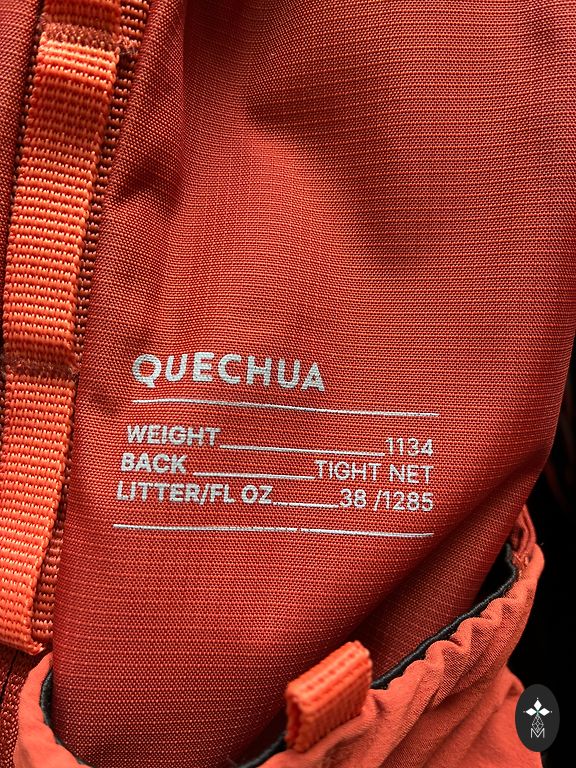 QUECHUA
WEIGHT 1134
BACK TIGHT NET
LITTER/FL OZ 38 /1285
M